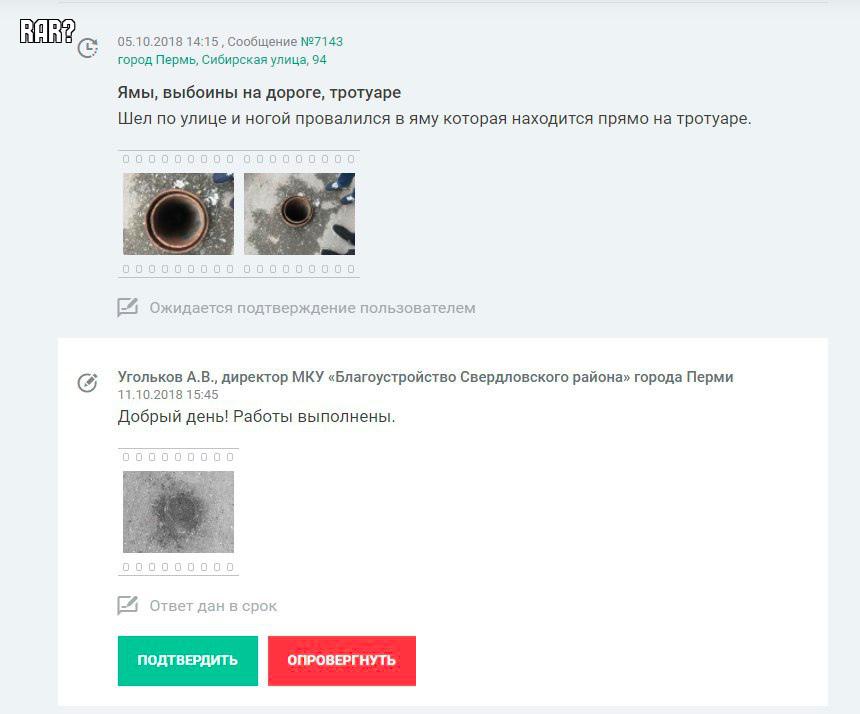 RAR?
05.10.2018 14:15 , Сообщение №7143
город Пермь, Сибирская улица, 94
Ямы, выбоины на дороге, тротуаре
Шел по улице и ногой провалился в яму которая находится прямо на тротуаре.
Ожидается подтверждение пользователем
Угольков А.В., директор МКУ «Благоустройство Свердловского района» города Перми
11.10.2018 15:45
Добрый день! Работы выполнены.
Ответ дан в срок
ПОДТВЕРДИТЬ ОПРОВЕРГНУТЬ